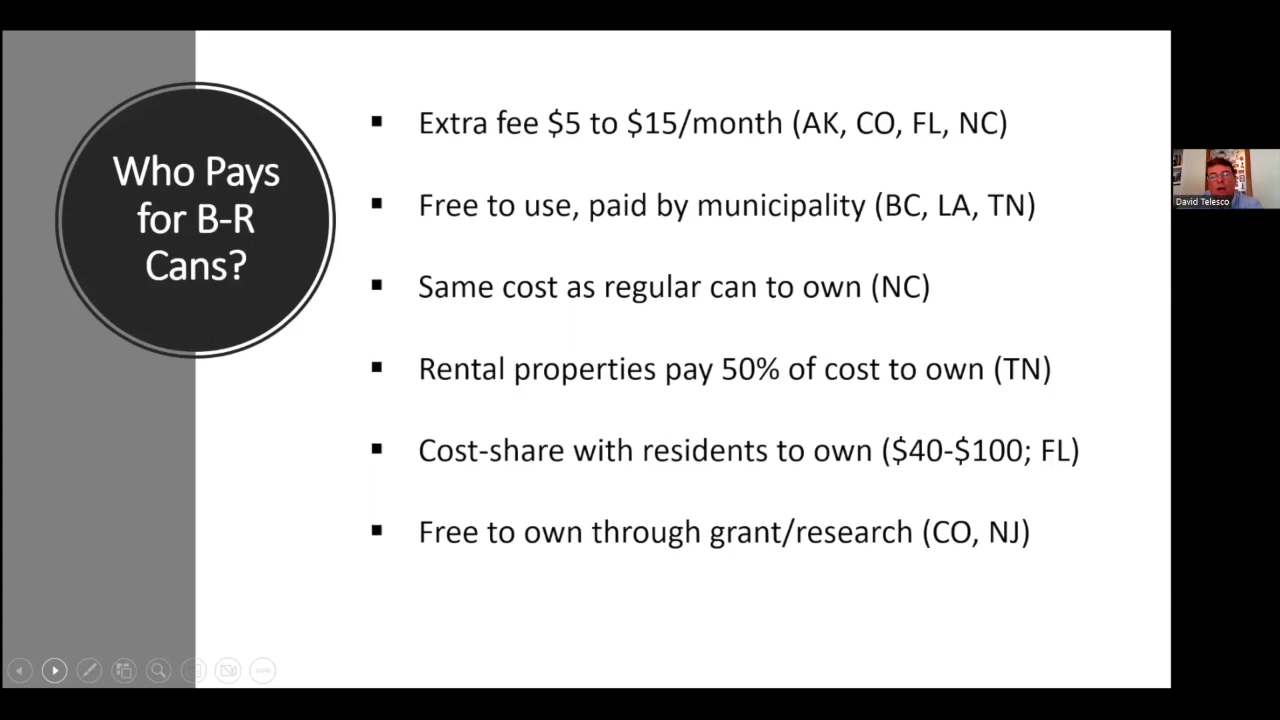 Who Pays
for B-R
Cans?
Extra fee $5 to $15/month (AK, CO, FL, NC)
Free to use, paid by municipality (BC, LA, TN)
Same cost as regular can to own (NC)
Rental properties pay 50% of cost to own (TN)
Cost-share with residents to own ($40-$100; FL)
Free to own through grant/research (CO, NJ)
David Telesco